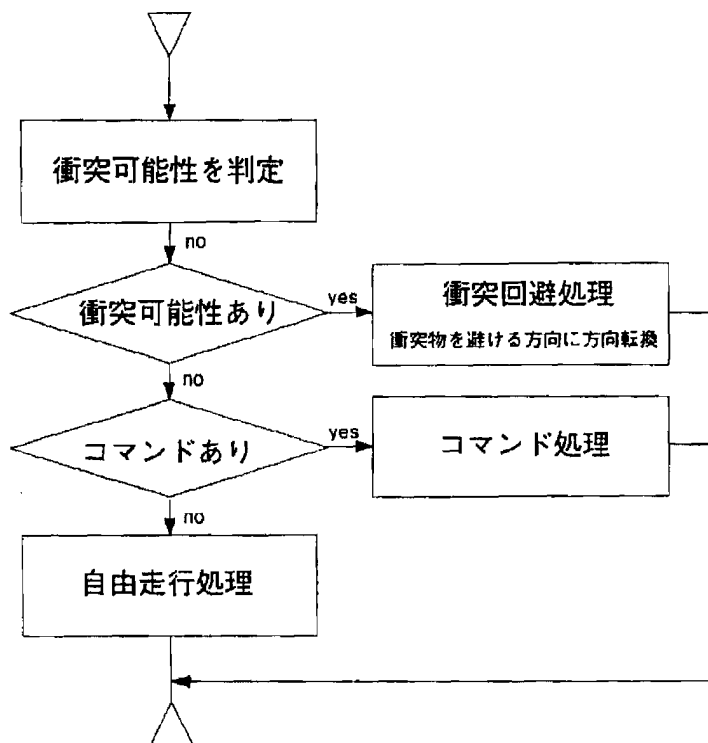 衝突可能性を判定
no
衝突可能性あり
yes
衝突回避処理
衝突物を避ける方向に方向転換
no
コマンドあり
yes
コマンド処理
no
自由走行処理